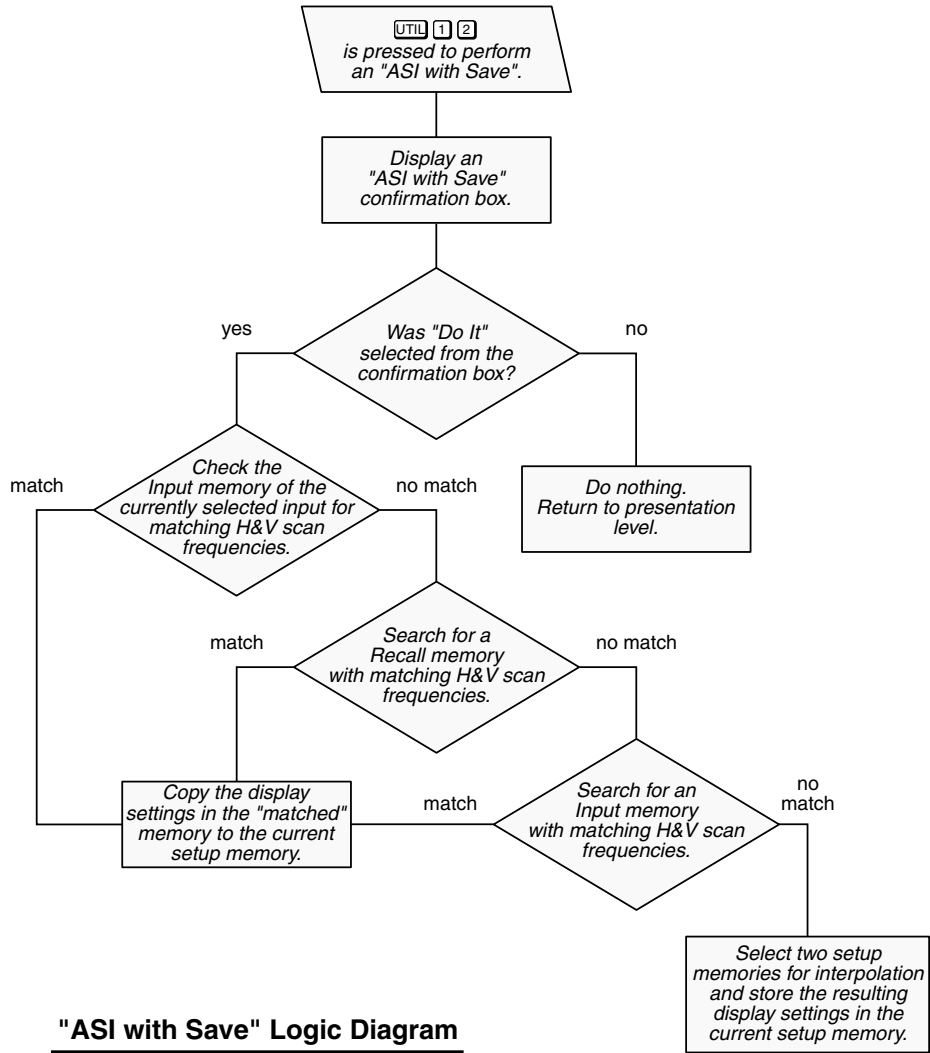 UTIL 1 2
is pressed to perform
an "ASI with Save".
Display an
"ASI with Save"
confirmation box.
yes
Was "Do It"
selected from the
confirmation box?
no
match
Check the
Input memory of the
currently selected input for
matching H&V scan
frequencies.
no match
Do nothing.
Return to presentation
level.
match
Search for a
Recall memory
with matching H&V scan
frequencies.
no match
Copy the display
settings in the "matched"
memory to the current
setup memory.
match
Search for an
Input memory
with matching H&V scan
frequencies.
no
match
Select two setup
memories for interpolation
and store the resulting
display settings in the
current setup memory.
"ASI with Save" Logic Diagram